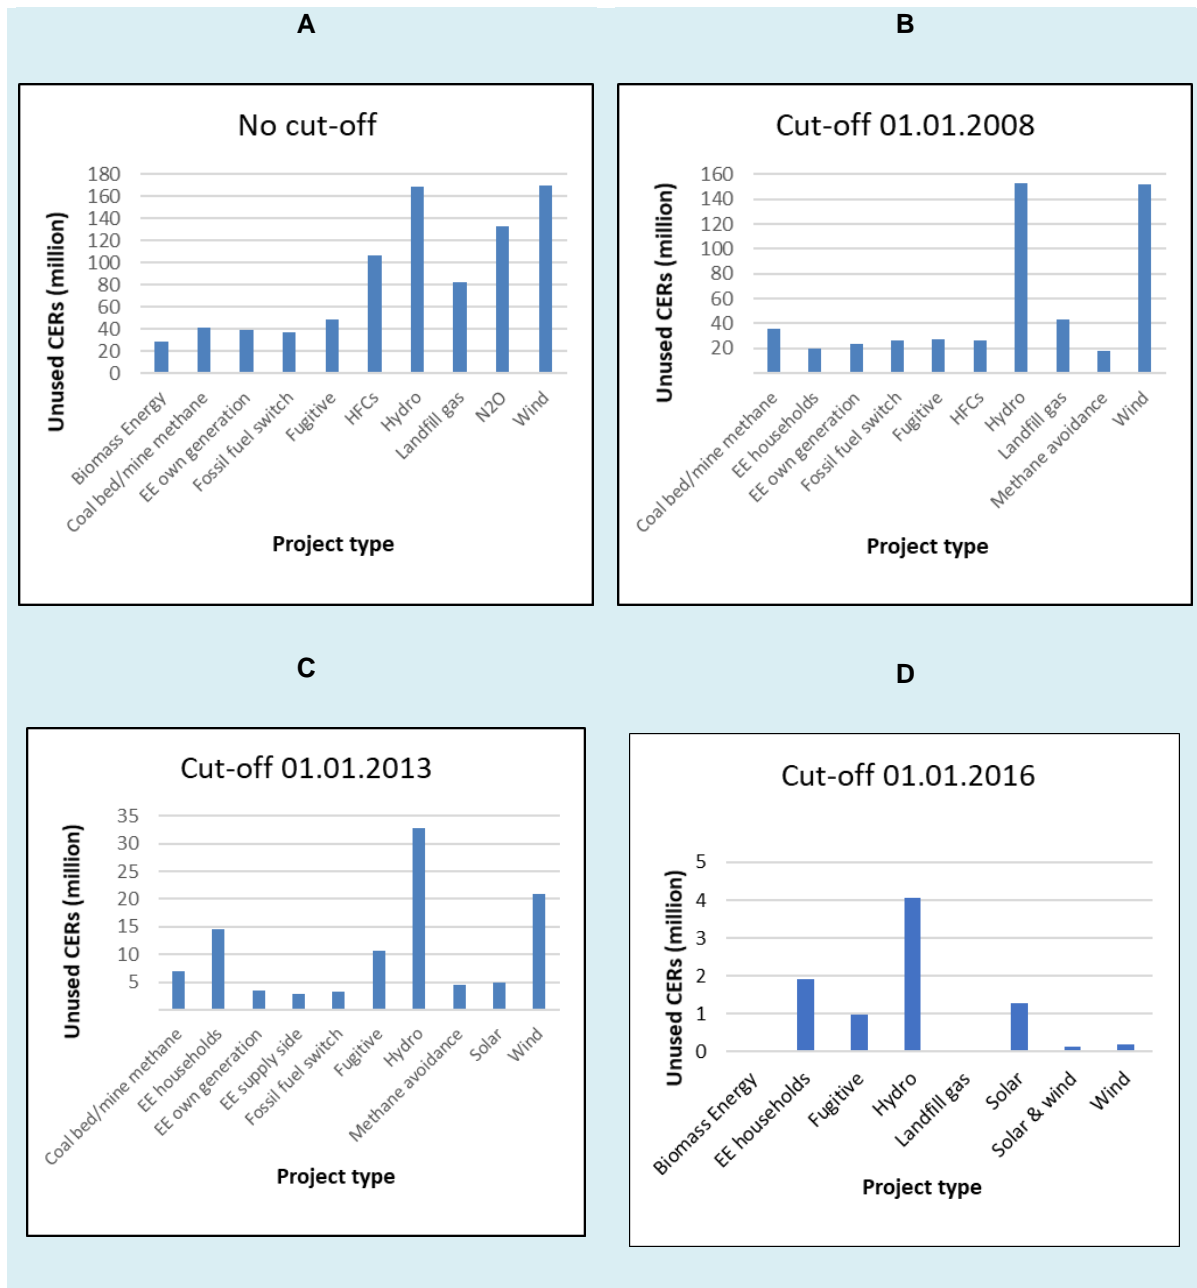 A
No cut-off
Unused CERs (million)
180
160
140
120
100
80
60
40
20
0
Biomass Energy
Coal bed/mine methane
EE own generation
Fossil fuel switch
Fugitive
HFCs
Hydro
Landfill gas
N2O
Wind
Project type
B
Cut-off 01.01.2008
Unused CERs (million)
160
140
120
100
80
60
40
20
Coal bed/mine methane
EE households
EE own generation
Fossil fuel switch
Fugitive
HFCs
Hydro
Landfill gas
Methane avoidance
Wind
Project type
C
Cut-off 01.01.2013
Unused CERs (million)
35
30
25
20
15
10
5
Coal bed/mine methane
EE households
EE own generation
EE supply side
Fossil fuel switch
Fugitive
Hydro
Methane avoidance
Solar
Wind
Project type
D
Cut-off 01.01.2016
Unused CERs (million)
5
4
3
2
1
0
Biomass Energy
EE households
Fugitive
Hydro
Landfill gas
Solar
Solar & wind
Wind
Project type